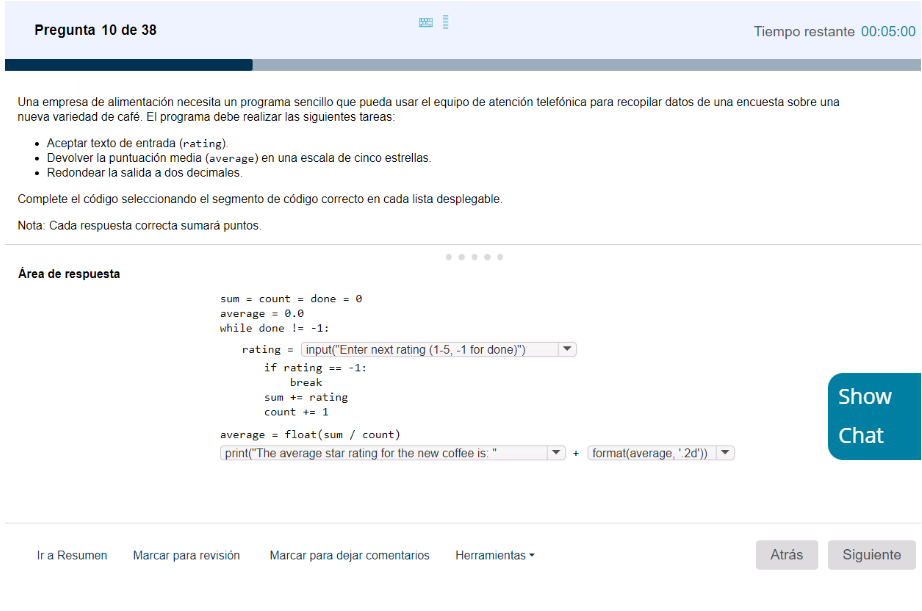 Pregunta 10 de 38
Tiempo restante 00:05:00
Una empresa de alimentación necesita un programa sencillo que pueda usar el equipo de atención telefónica para recopilar datos de una encuesta sobre una
nueva variedad de café. El programa debe realizar las siguientes tareas:
• Aceptar texto de entrada (rating).
• Devolver la puntuación media (average) en una escala de cinco estrellas.
• Redondear la salida a dos decimales.
Complete el código seleccionando el segmento de código correcto en cada lista desplegable.
Nota: Cada respuesta correcta sumará puntos.
Área de respuesta
sum = count = done = 0
average = 0.0
while done != -1:
rating = input("Enter next rating (1-5, -1 for done)")
if rating == -1:
break
sum += rating
count += 1
average = float(sum / count)
print("The average star rating for the new coffee is: " + format(average, '.2d'))
Show
Chat
Ir a Resumen Marcar para revisión Marcar para dejar comentarios Herramientas Atrás Siguiente